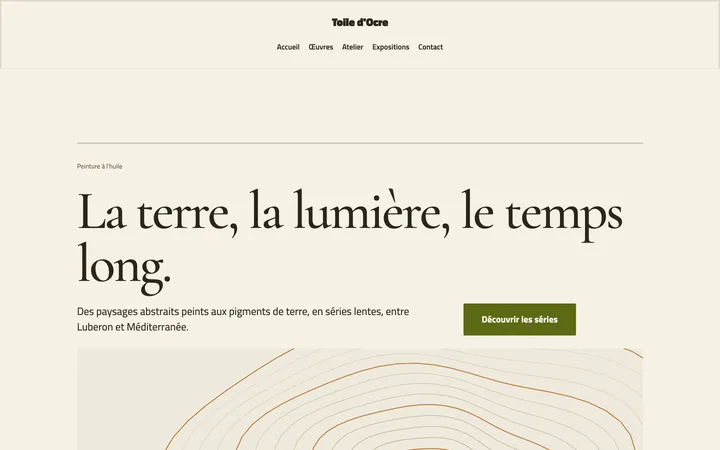 Toile d'Ocre
Accueil Œuvres Atelier Expositions Contact
Peinture à l'huile
La terre, la lumière, le temps
long.
Des paysages abstraits peints aux pigments de terre, en séries lentes, entre
Luberon et Méditerranée.
Découvrir les séries